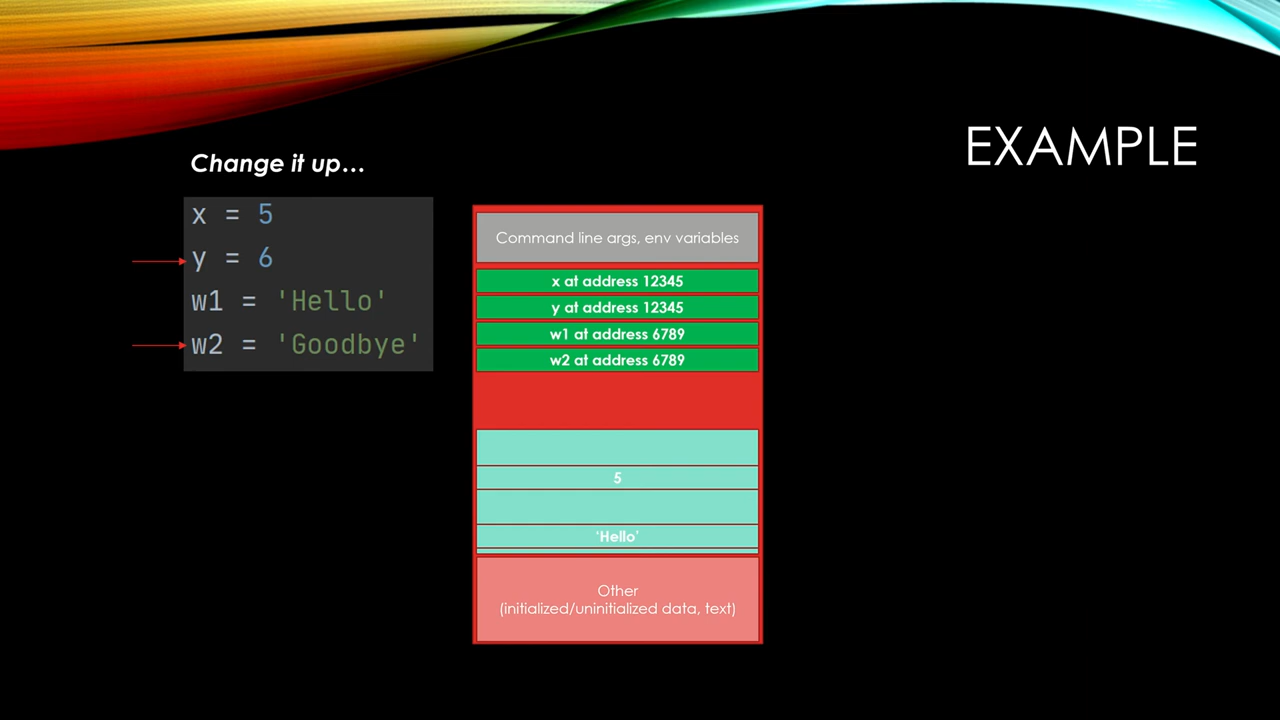 EXAMPLE
Change it up...
x = 5
y = 6
w1 = 'Hello'
w2 = 'Goodbye'
Command line args, env variables
x at address 12345
y at address 12345
w1 at address 6789
w2 at address 6789
5
‘Hello’
Other
(initialized/uninitialized data, text)